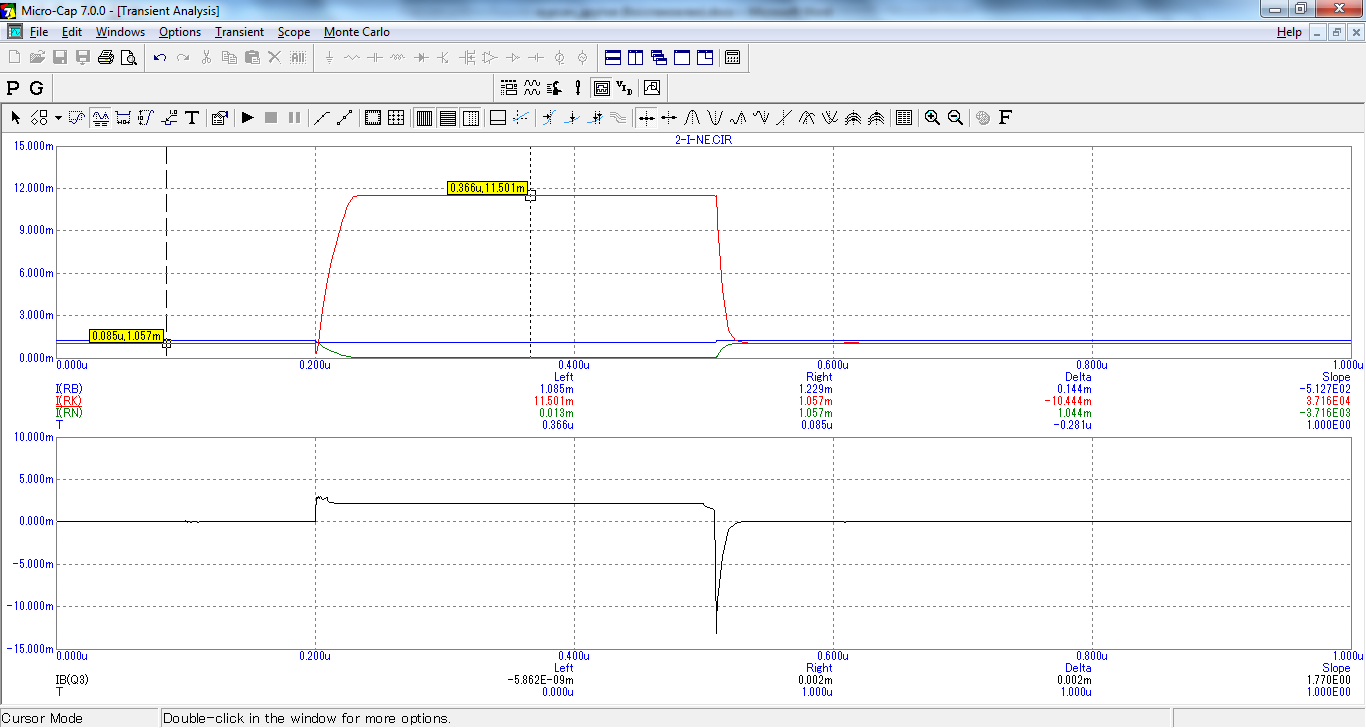 Micro-Cap 7.0.0 - [Transient Analysis]
File Edit Windows Options Transient Scope Monte Carlo Help
P G
T F
2-I-NE.CIR
15.000m
12.000m
9.000m
6.000m
3.000m
0.000m
0.366u,11.501m
0.085u,1.057m
0.000u 0.200u 0.400u 0.600u 0.800u 1.000u
Left Right Delta Slope
I(RB) 1.085m 1.229m 0.144m -5.127E02
I(RK) 11.501m 1.057m -10.444m 3.716E04
I(RN) 0.013m 1.057m 1.044m -3.716E03
T 0.366u 0.085u -0.281u 1.000E00
10.000m
5.000m
0.000m
-5.000m
-10.000m
-15.000m
0.000u 0.200u 0.400u 0.600u 0.800u 1.000u
Left Right Delta Slope
IB(Q3) -5.862E-09m 0.002m 0.002m 1.770E00
T 0.000u 1.000u 1.000u 1.000E00
Cursor Mode Double-click in the window for more options.